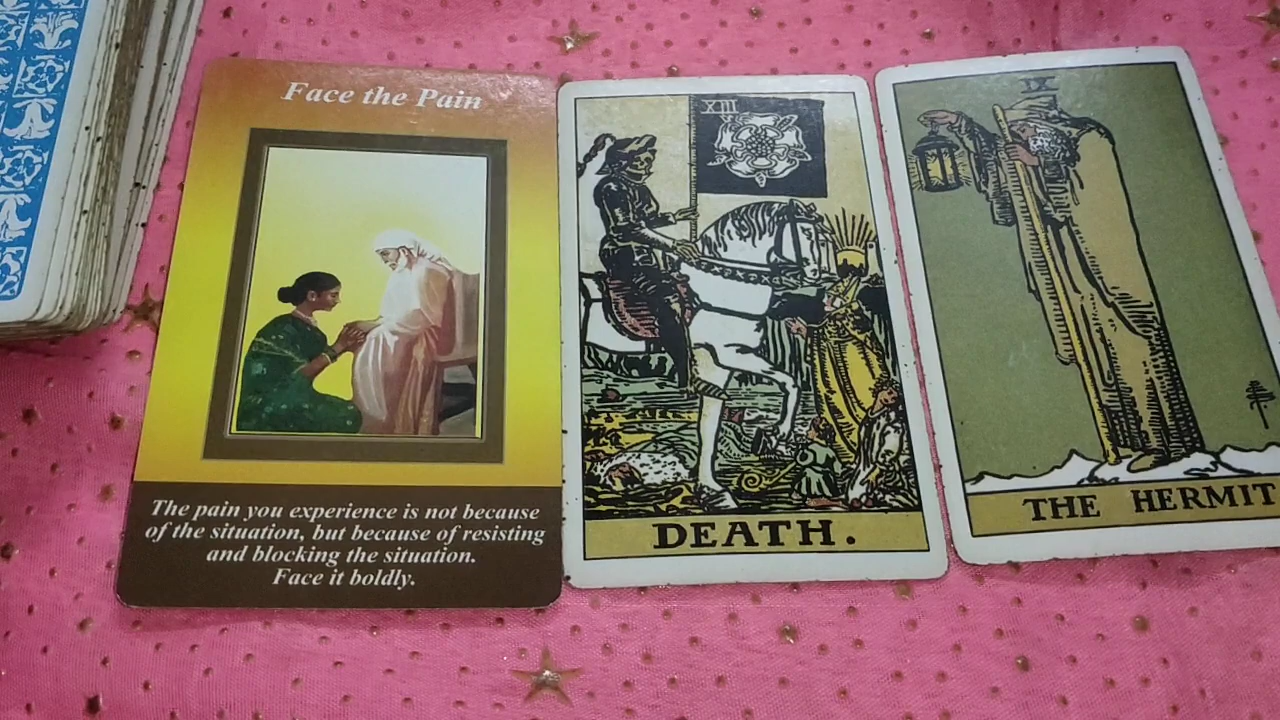 Face the Pain
The pain you experience is not because
of the situation, but because of resisting
and blocking the situation.
Face it boldly.
XIII
DEATH.
IX
THE HERMIT